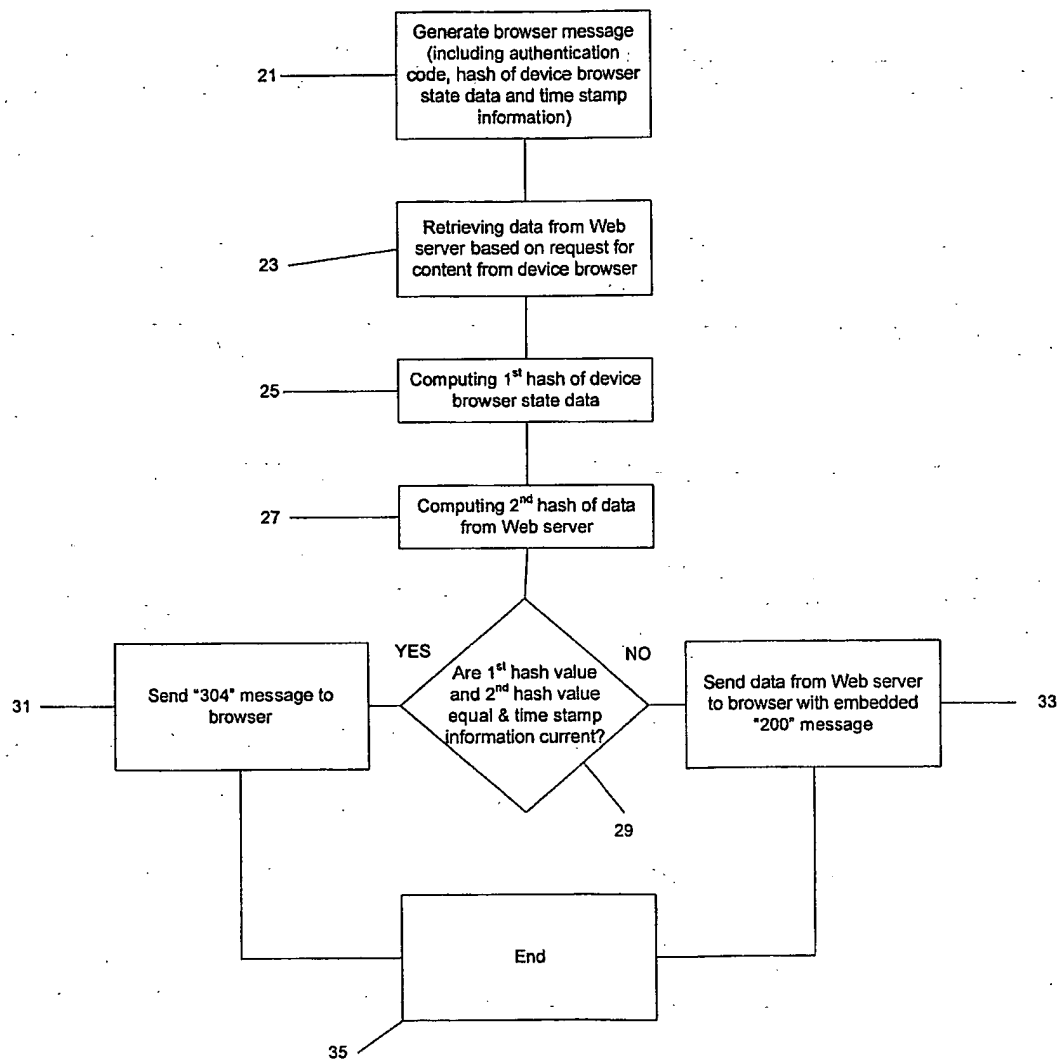 Generate browser message
(including authentication
code, hash of device browser
state data and time stamp
information)
21
Retrieving data from Web
server based on request for
content from device browser
23
Computing 1st hash of device
browser state data
25
Computing 2nd hash of data
from Web server
27
YES
NO
Are 1st hash value
and 2nd hash value
equal & time stamp
information current?
29
Send "304" message to
browser
31
Send data from Web server
to browser with embedded
"200" message
33
End
35